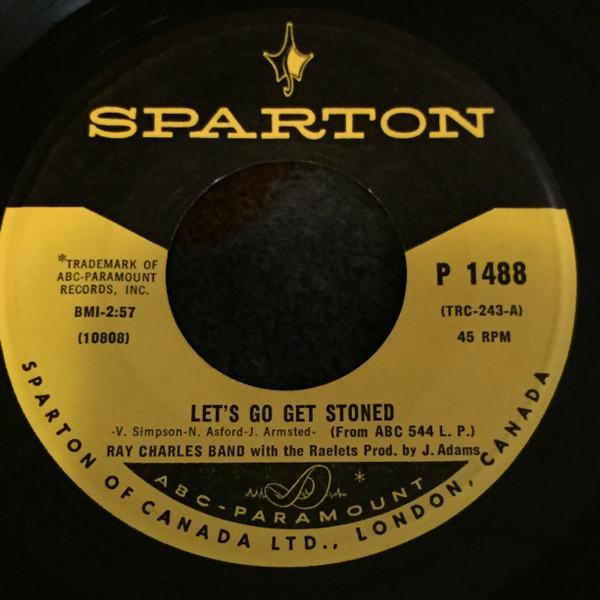 SPARTON
*TRADEMARK OF
ABC-PARAMOUNT
RECORDS, INC.
BMI-2:57
(10808)
P 1488
(TRC-243-A)
45 RPM
LET'S GO GET STONED
-V. Simpson-N. Asford-J. Armsted- (From ABC 544 L. P.)
RAY CHARLES BAND with the Raelets Prod. by J. Adams
ABC-PARAMOUNT *
SPARTON OF CANADA LTD., LONDON, CANADA